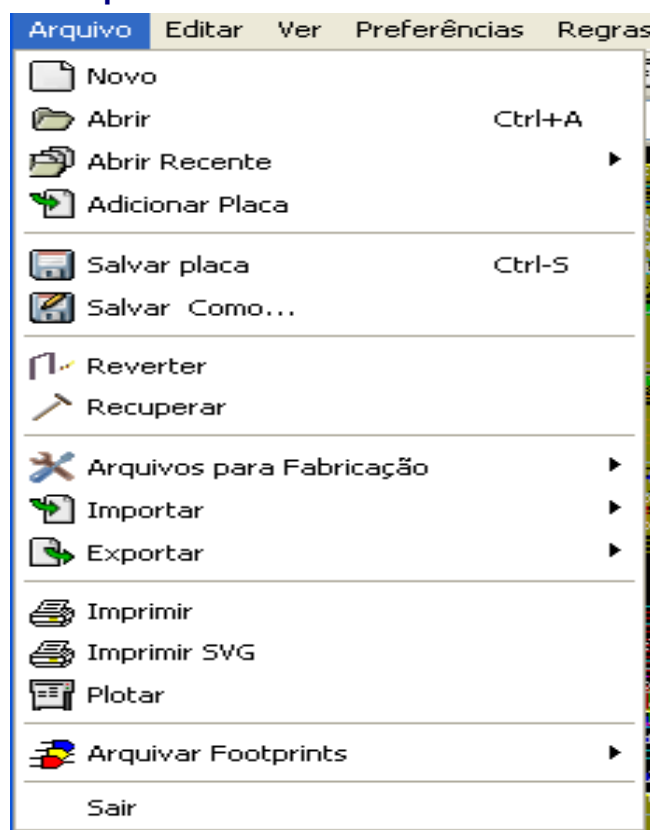 Arquivo Editar Ver Preferências Regras
Novo
Abrir Ctrl+A
Abrir Recente
Adicionar Placa
Salvar placa Ctrl-S
Salvar Como...
Reverter
Recuperar
Arquivos para Fabricação
Importar
Exportar
Imprimir
Imprimir SVG
Plotar
Arquivar Footprints
Sair